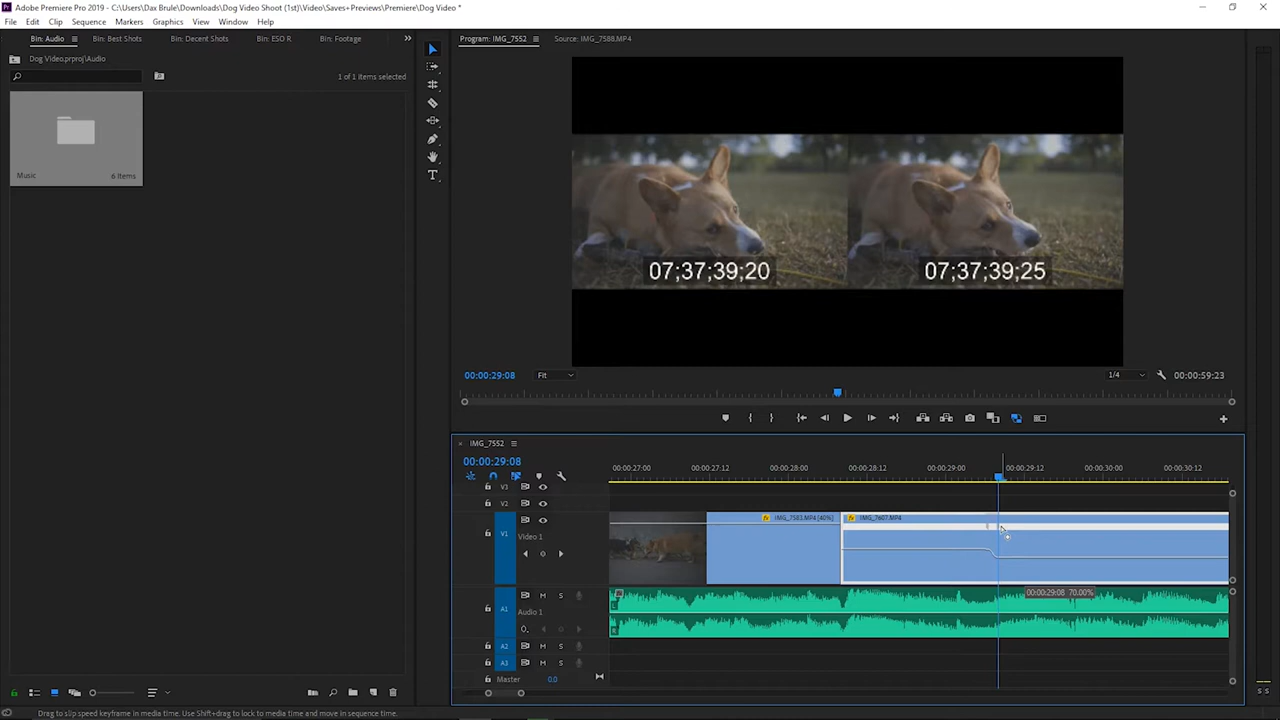 Adobe Premiere Pro 2019 - C:\Users\Dax Brule\Downloads\Dog Video Shoot (1st)\Video\Saves+Previews\Premiere\Dog Video *
File Edit Clip Sequence Markers Graphics View Window Help
Bin: Audio Bin: Best Shots Bin: Decent Shots Bin: ESO R Bin: Footage
Program: IMG_7552 Source: IMG_7588.MP4
Dog Video.prproj\Audio
1 of 1 items selected
Music 6 Items
07;37;39;20 07;37;39;25
00:00:29:08 Fit 1/4 00:00:59:23
IMG_7552
00:00:29:08
00:00:27:00 00:00:27:12 00:00:28:00 00:00:28:12 00:00:29:00 00:00:29:12 00:00:30:00 00:00:30:12
V3
V2
fx IMG_7583.MP4 [40%] fx IMG_7607.MP4
V1 Video 1
A1 M S 00:00:29:08 70.00%
L
Audio 1
R
A2 M S
A3 M S
Master 0.0
S S
Drag to slip speed keyframe in media time. Use Shift+drag to lock to media time and move in sequence time.